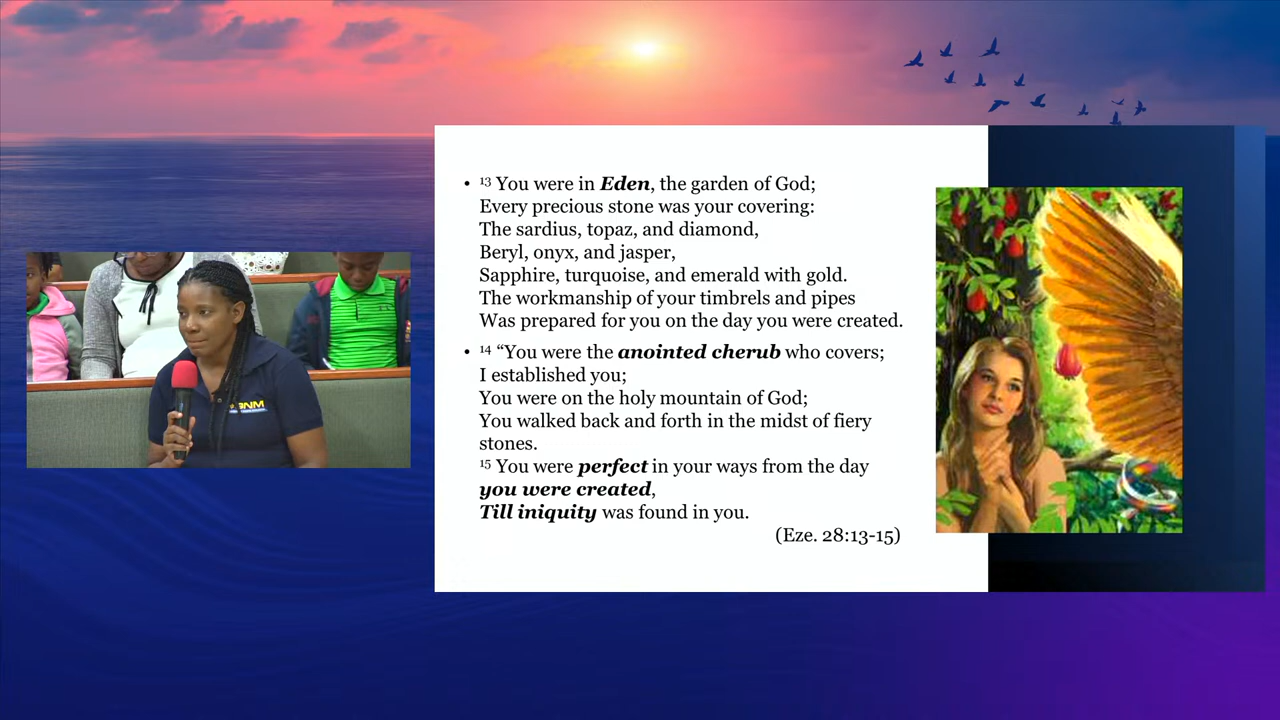 • ¹³ You were in Eden, the garden of God;
Every precious stone was your covering:
The sardius, topaz, and diamond,
Beryl, onyx, and jasper,
Sapphire, turquoise, and emerald with gold.
The workmanship of your timbrels and pipes
Was prepared for you on the day you were created.
• ¹⁴ “You were the anointed cherub who covers;
I established you;
You were on the holy mountain of God;
You walked back and forth in the midst of fiery
stones.
¹⁵ You were perfect in your ways from the day
you were created,
Till iniquity was found in you.
(Eze. 28:13-15)